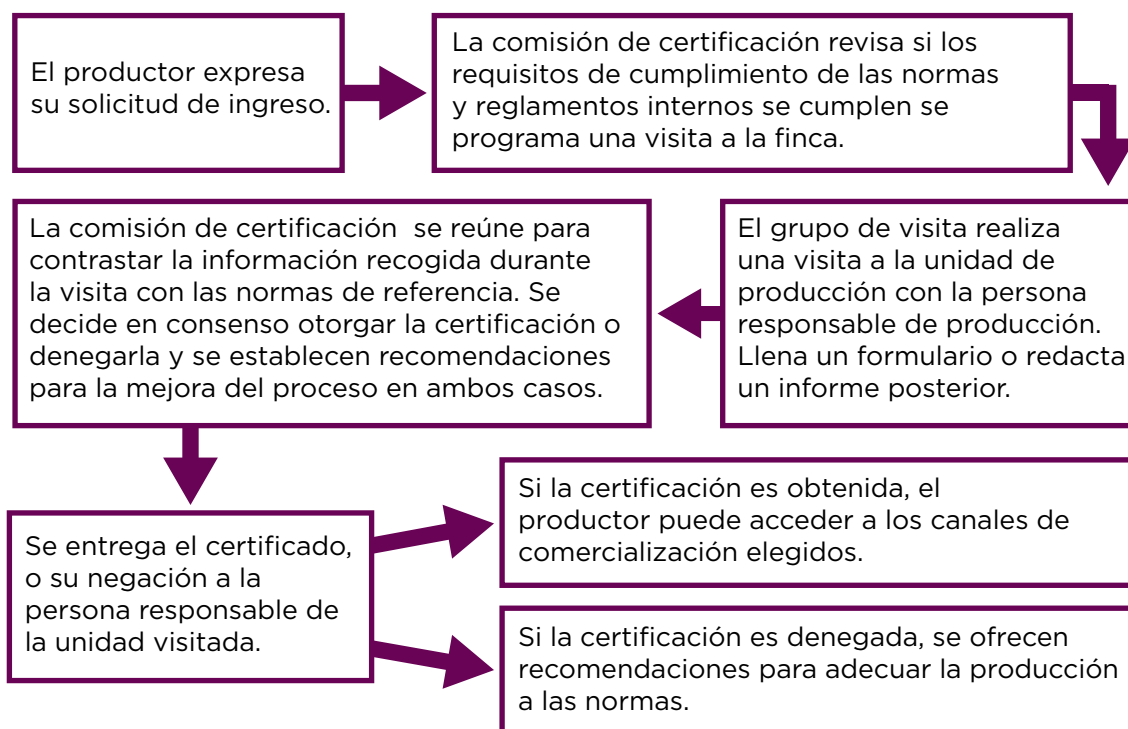 El productor expresa
su solicitud de ingreso.
La comisión de certificación revisa si los
requisitos de cumplimiento de las normas
y reglamentos internos se cumplen se
programa una visita a la finca.
El grupo de visita realiza
una visita a la unidad de
producción con la persona
responsable de producción.
Llena un formulario o redacta
un informe posterior.
La comisión de certificación  se reúne para
contrastar la información recogida durante
la visita con las normas de referencia. Se
decide en consenso otorgar la certificación o
denegarla y se establecen recomendaciones
para la mejora del proceso en ambos casos.
Se entrega el certificado,
o su negación a la
persona responsable de
la unidad visitada.
Si la certificación es obtenida, el
productor puede acceder a los canales de
comercialización elegidos.
Si la certificación es denegada, se ofrecen
recomendaciones para adecuar la producción
a las normas.